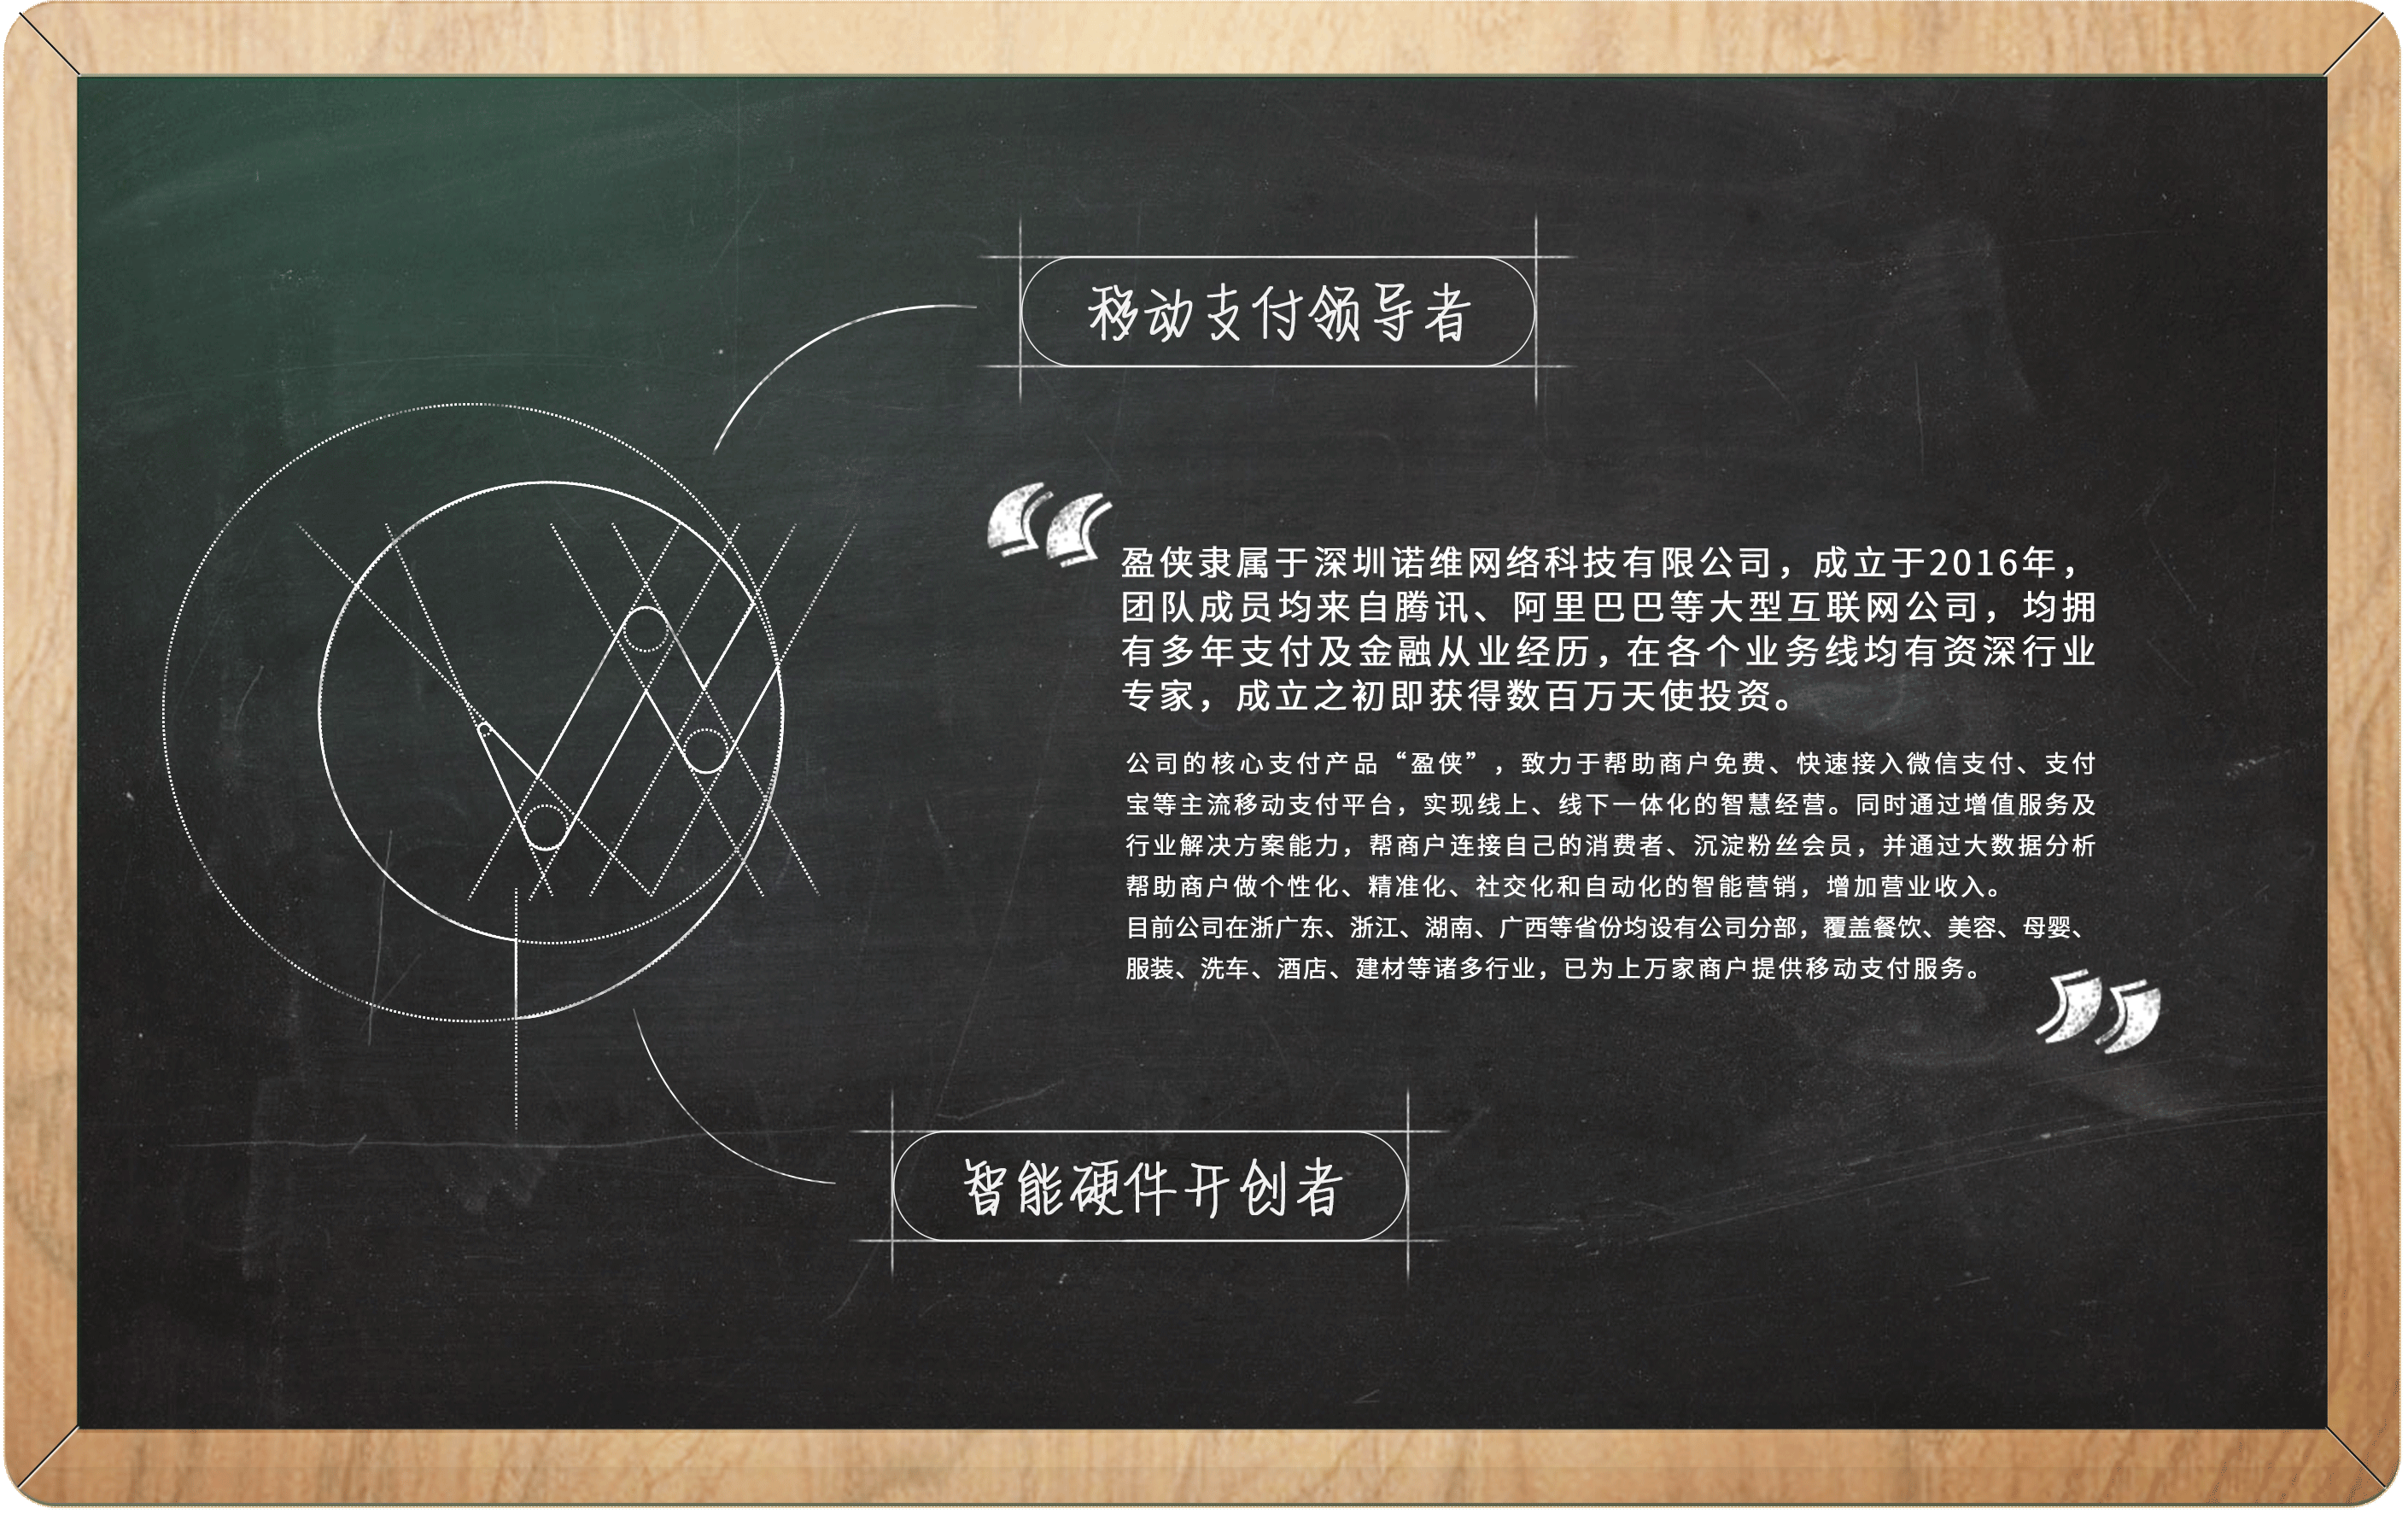 移动支付领导者
盈侠隶属于深圳诺维网络科技有限公司，成立于2016年，
团队成员均来自腾讯、阿里巴巴等大型互联网公司，均拥
有多年支付及金融从业经历，在各个业务线均有资深行业
专家，成立之初即获得数百万天使投资。
公司的核心支付产品“盈侠”，致力于帮助商户免费、快速接入微信支付、支付
宝等主流移动支付平台，实现线上、线下一体化的智慧经营。同时通过增值服务及
行业解决方案能力，帮商户连接自己的消费者、沉淀粉丝会员，并通过大数据分析
帮助商户做个性化、精准化、社交化和自动化的智能营销，增加营业收入。
目前公司在浙广东、浙江、湖南、广西等省份均设有公司分部，覆盖餐饮、美容、母婴、
服装、洗车、酒店、建材等诸多行业，已为上万家商户提供移动支付服务。
智能硬件开创者